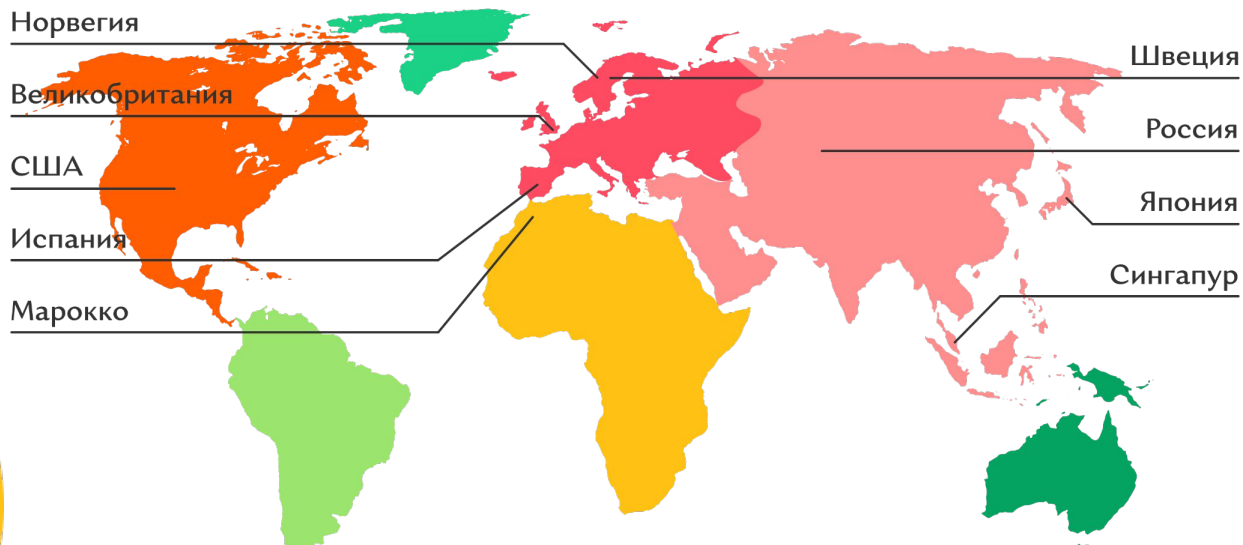 Норвегия
Великобритания
США
Испания
Марокко
Швеция
Россия
Япония
Сингапур